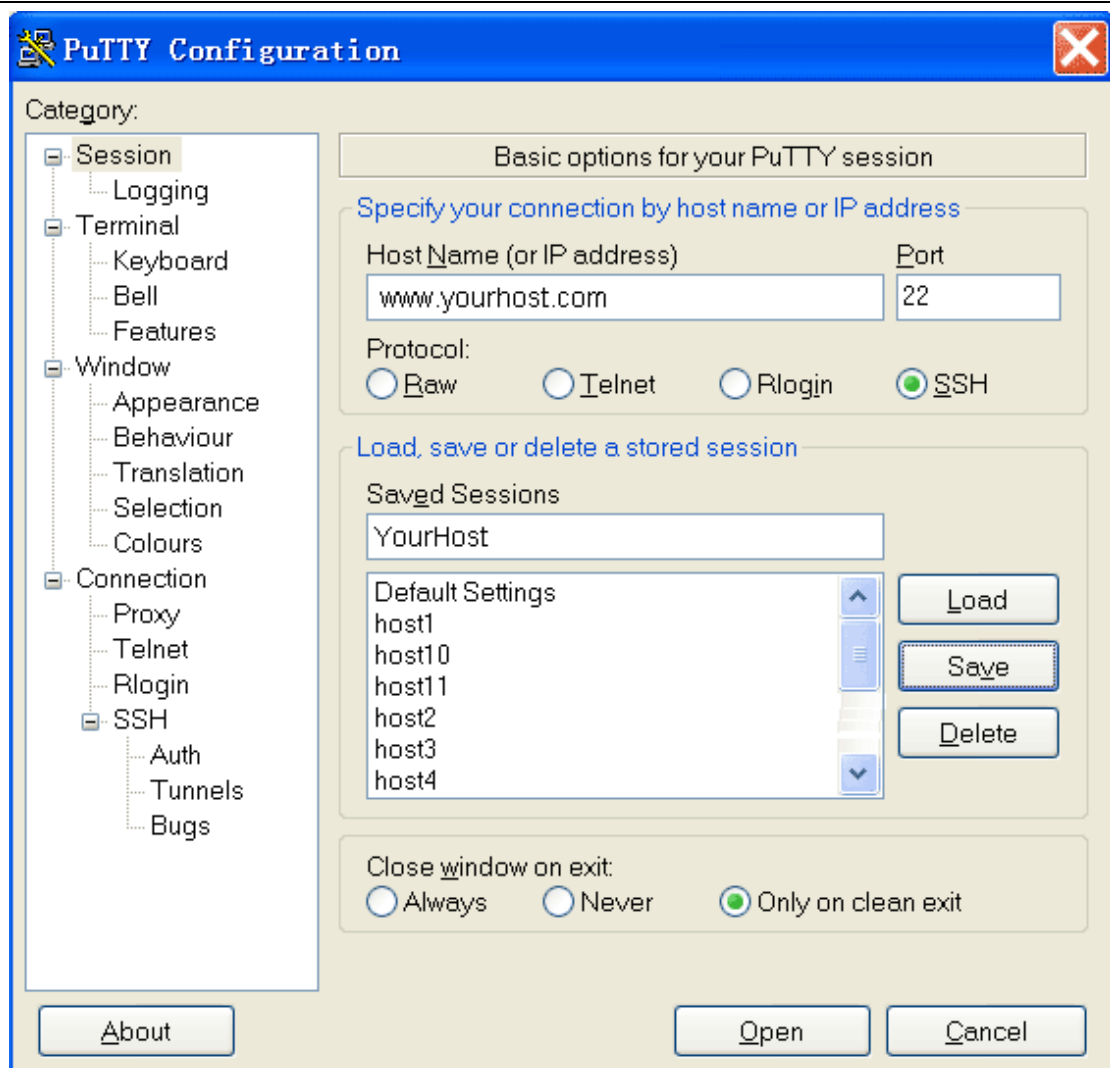 PuTTY Configuration
Category:
Session
Logging
Terminal
Keyboard
Bell
Features
Window
Appearance
Behaviour
Translation
Selection
Colours
Connection
Proxy
Telnet
Rlogin
SSH
Auth
Tunnels
Bugs
Basic options for your PuTTY session
Specify your connection by host name or IP address
Host Name (or IP address) Port
www.yourhost.com 22
Protocol:
Raw Telnet Rlogin SSH
Load, save or delete a stored session
Saved Sessions
YourHost
Default Settings
host1
host10
host11
host2
host3
host4
Load
Save
Delete
Close window on exit:
Always Never Only on clean exit
About Open Cancel